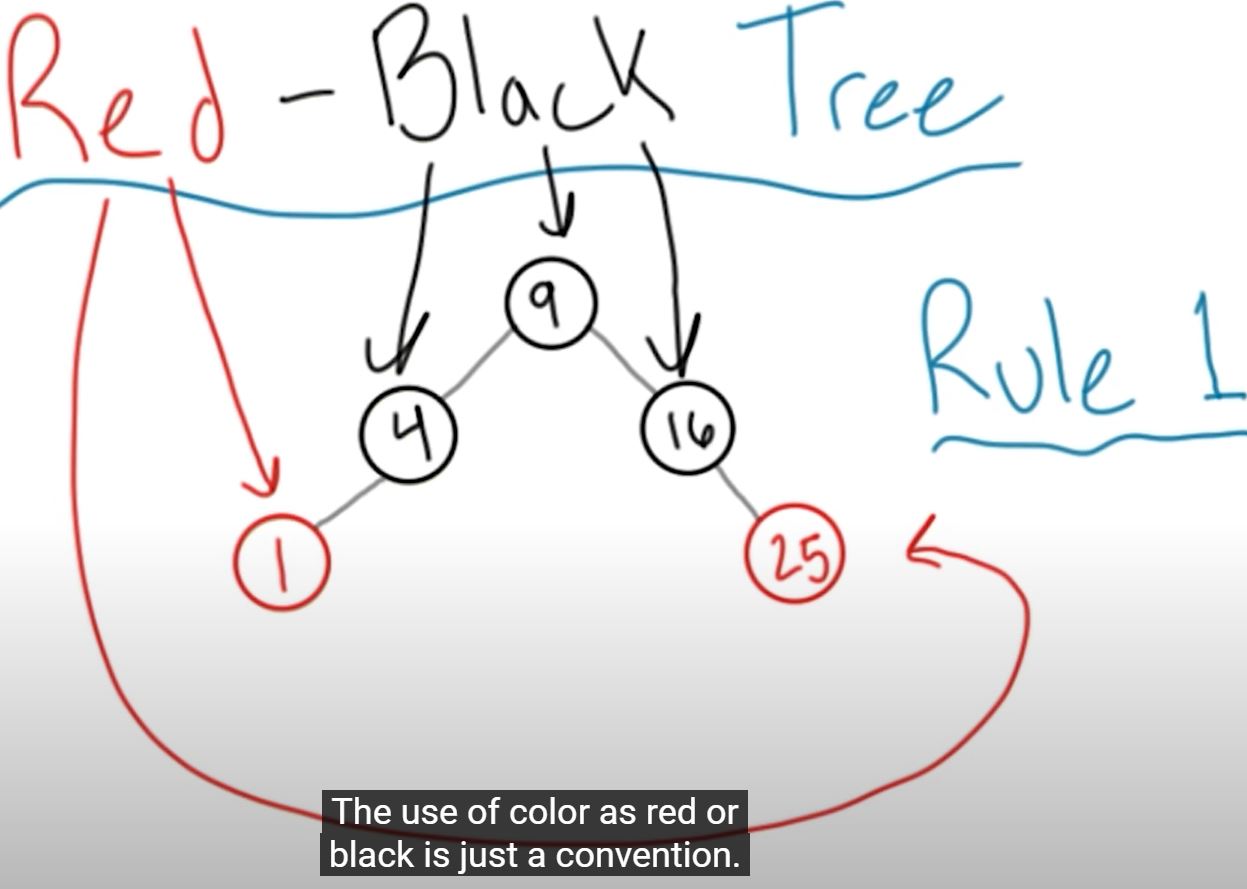 Red - Black Tree
9
Rule 1
4
16
1
25
The use of color as red or
black is just a convention.